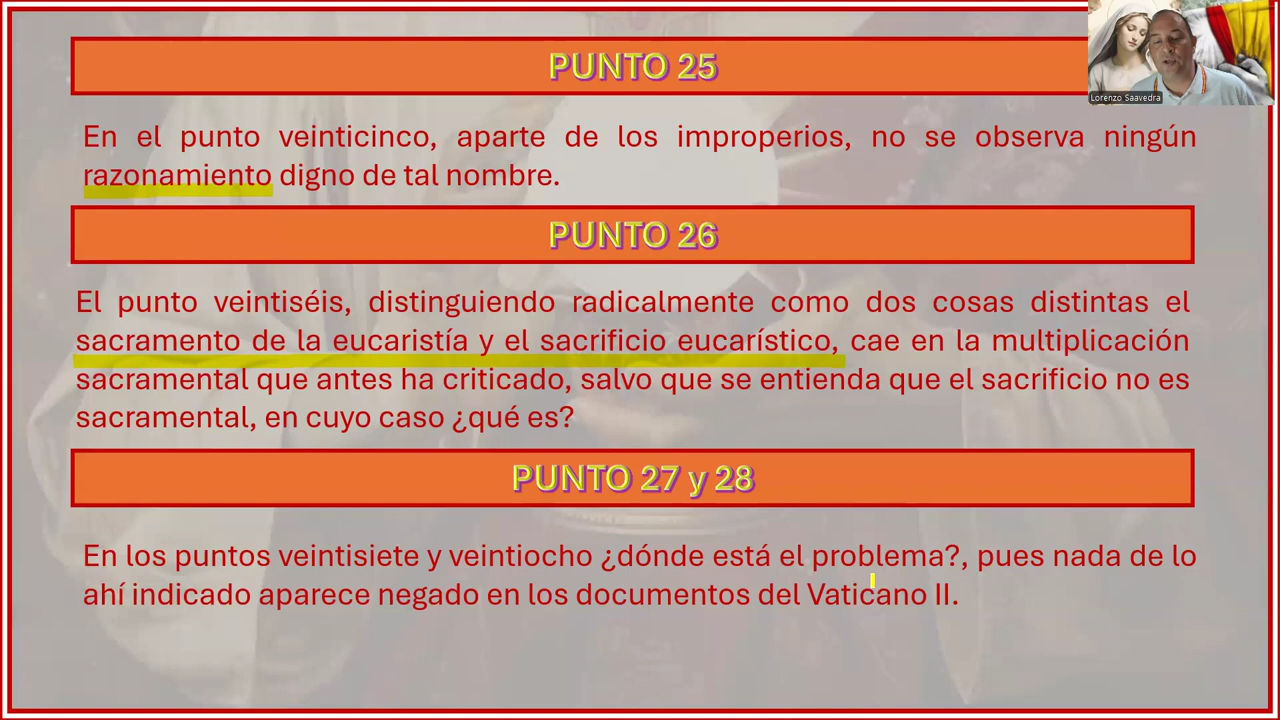 PUNTO 25
Lorenzo Saavedra
En el punto veinticinco, aparte de los improperios, no se observa ningún
razonamiento digno de tal nombre.
PUNTO 26
El punto veintiséis, distinguiendo radicalmente como dos cosas distintas el
sacramento de la eucaristía y el sacrificio eucarístico, cae en la multiplicación
sacramental que antes ha criticado, salvo que se entienda que el sacrificio no es
sacramental, en cuyo caso ¿qué es?
PUNTO 27 y 28
En los puntos veintisiete y veintiocho ¿dónde está el problema?, pues nada de lo
ahí indicado aparece negado en los documentos del Vaticano II.